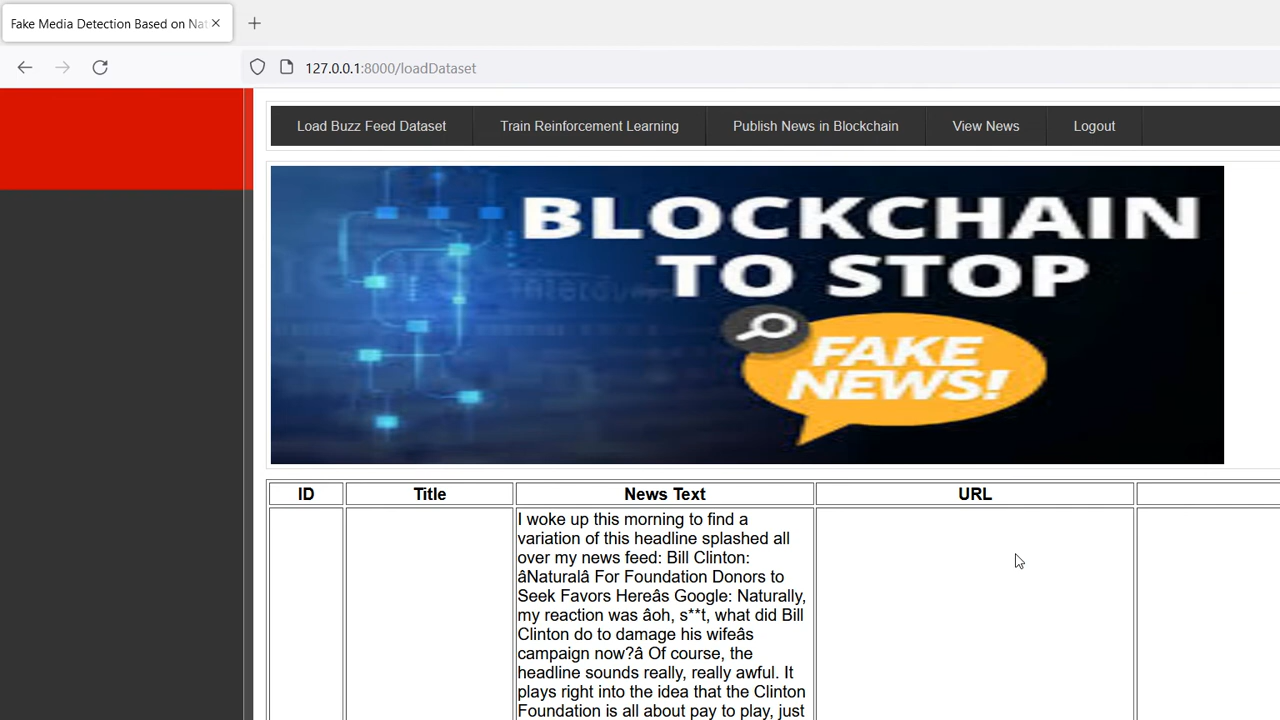 Fake Media Detection Based on Nat
127.0.0.1:8000/loadDataset
Load Buzz Feed Dataset Train Reinforcement Learning Publish News in Blockchain View News Logout
BLOCKCHAIN
TO STOP
FAKE
NEWS!
ID Title News Text URL
I woke up this morning to find a
variation of this headline splashed all
over my news feed: Bill Clinton:
âNaturalâ For Foundation Donors to
Seek Favors Hereâs Google: Naturally,
my reaction was âoh, s**t, what did Bill
Clinton do to damage his wifeâs
campaign now?â Of course, the
headline sounds really, really awful. It
plays right into the idea that the Clinton
Foundation is all about pay to play, just